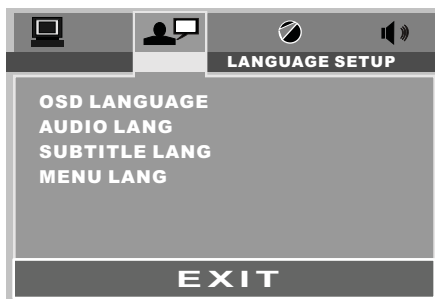 LANGUAGE SETUP
OSD LANGUAGE
AUDIO LANG
SUBTITLE LANG
MENU LANG
EXIT